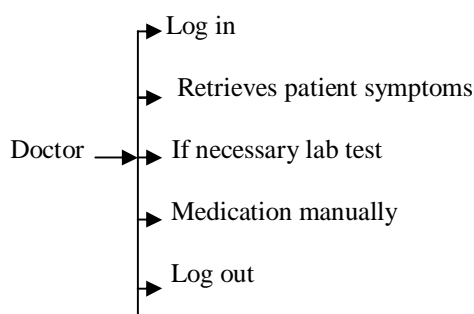 Log in
Retrieves patient symptoms
Doctor If necessary lab test
Medication manually
Log out